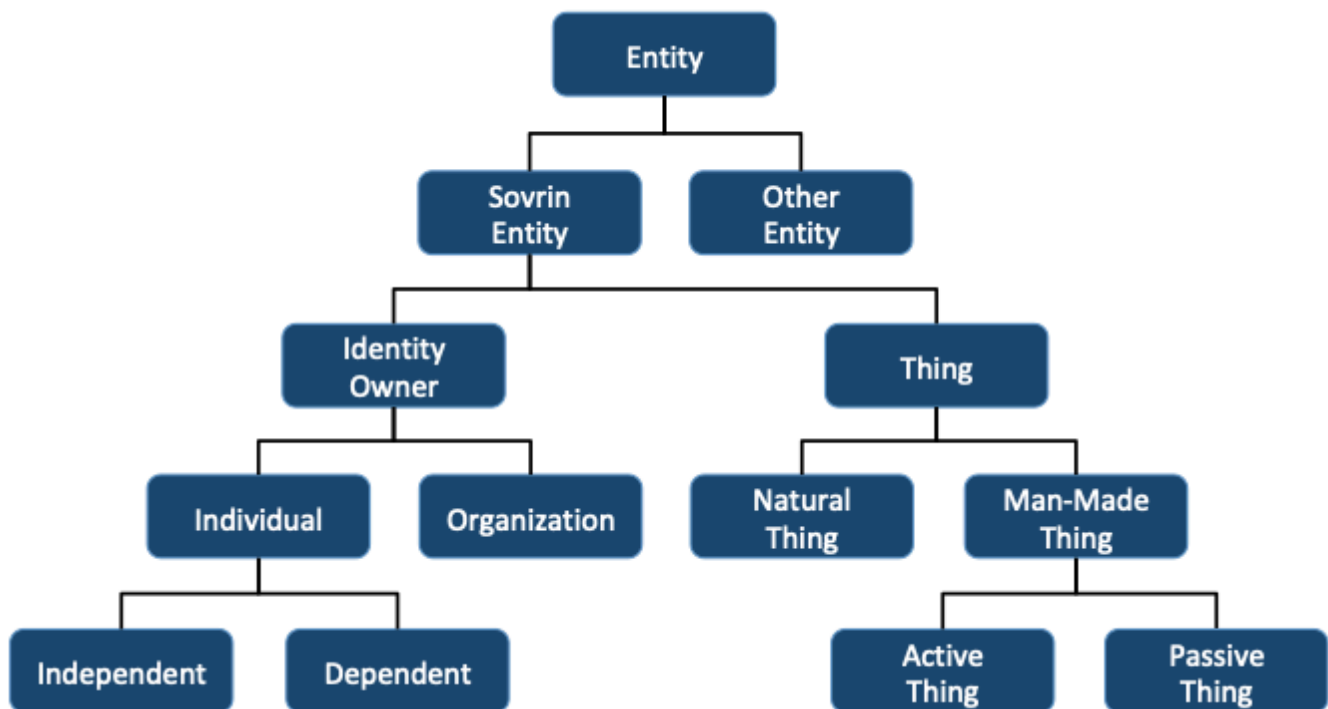 Entity
Sovrin
Entity
Other
Entity
Identity
Owner
Thing
Individual
Organization
Natural
Thing
Man-Made
Thing
Independent
Dependent
Active
Thing
Passive
Thing